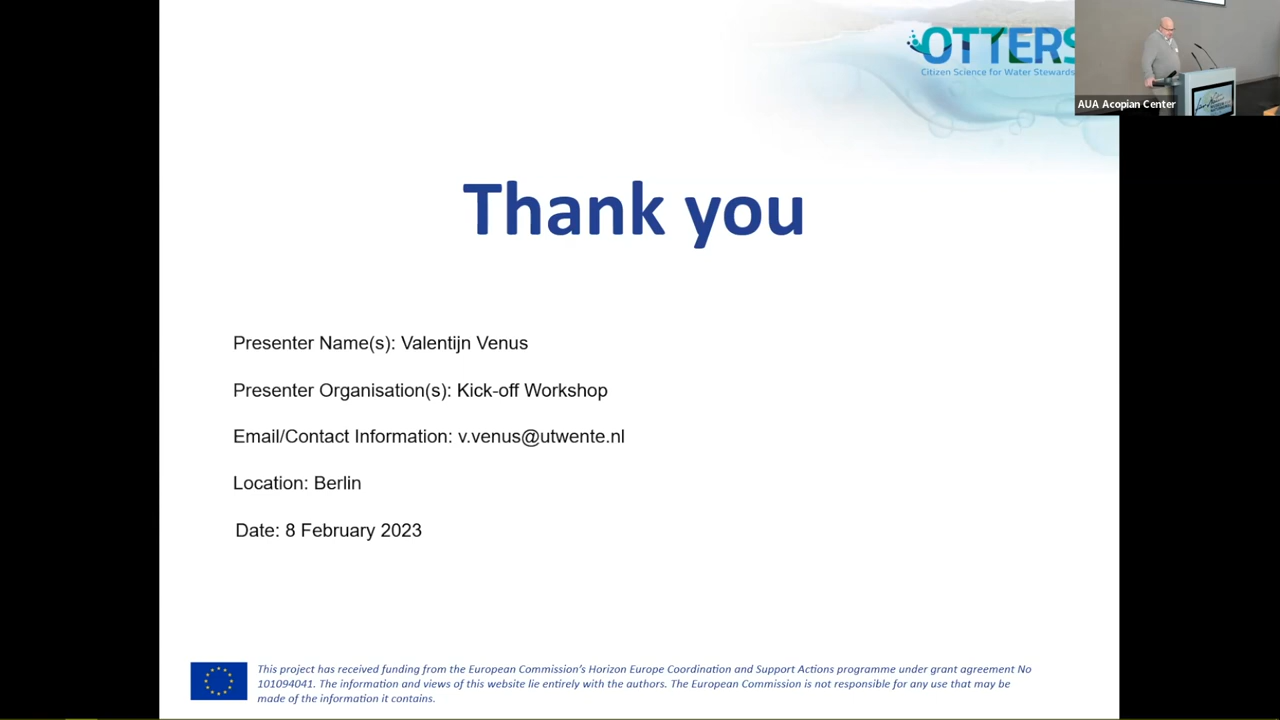 OTTERS
Citizen Science for Water Stewards
AUA Acopian Center
Thank you
Presenter Name(s): Valentijn Venus
Presenter Organisation(s): Kick-off Workshop
Email/Contact Information: v.venus@utwente.nl
Location: Berlin
Date: 8 February 2023
This project has received funding from the European Commission's Horizon Europe Coordination and Support Actions programme under grant agreement No
101094041. The information and views of this website lie entirely with the authors. The European Commission is not responsible for any use that may be
made of the information it contains.